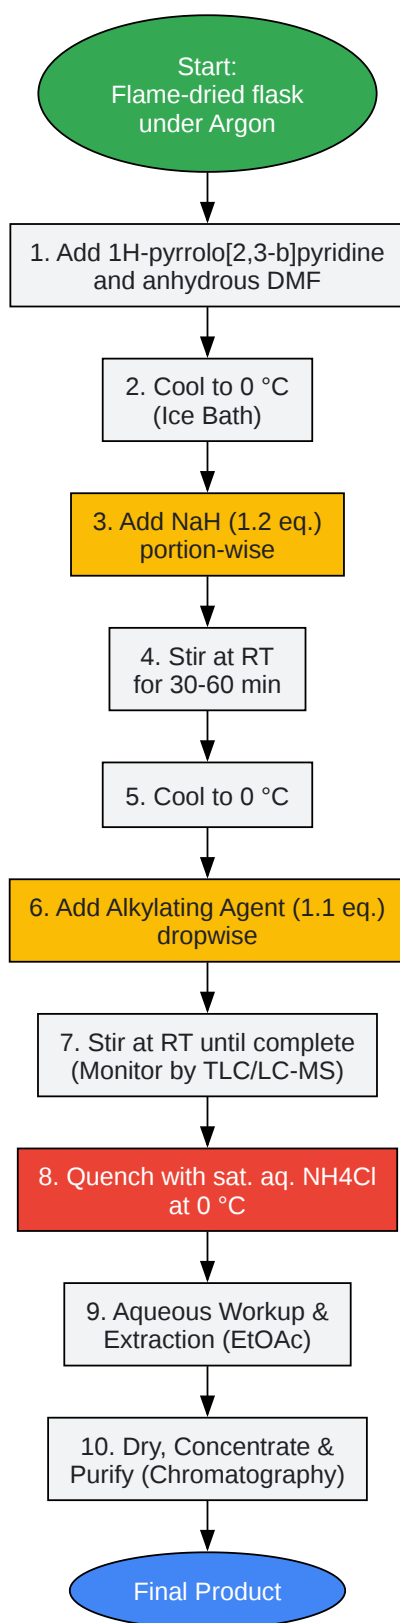 Start:
Flame-dried flask
under Argon
1. Add 1H-pyrrolo[2,3-b]pyridine
and anhydrous DMF
2. Cool to 0 °C
(Ice Bath)
3. Add NaH (1.2 eq.)
portion-wise
4. Stir at RT
for 30-60 min
5. Cool to 0 °C
6. Add Alkylating Agent (1.1 eq.)
dropwise
7. Stir at RT until complete
(Monitor by TLC/LC-MS)
8. Quench with sat. aq. NH4Cl
at 0 °C
9. Aqueous Workup &
Extraction (EtOAc)
10. Dry, Concentrate &
Purify (Chromatography)
Final Product